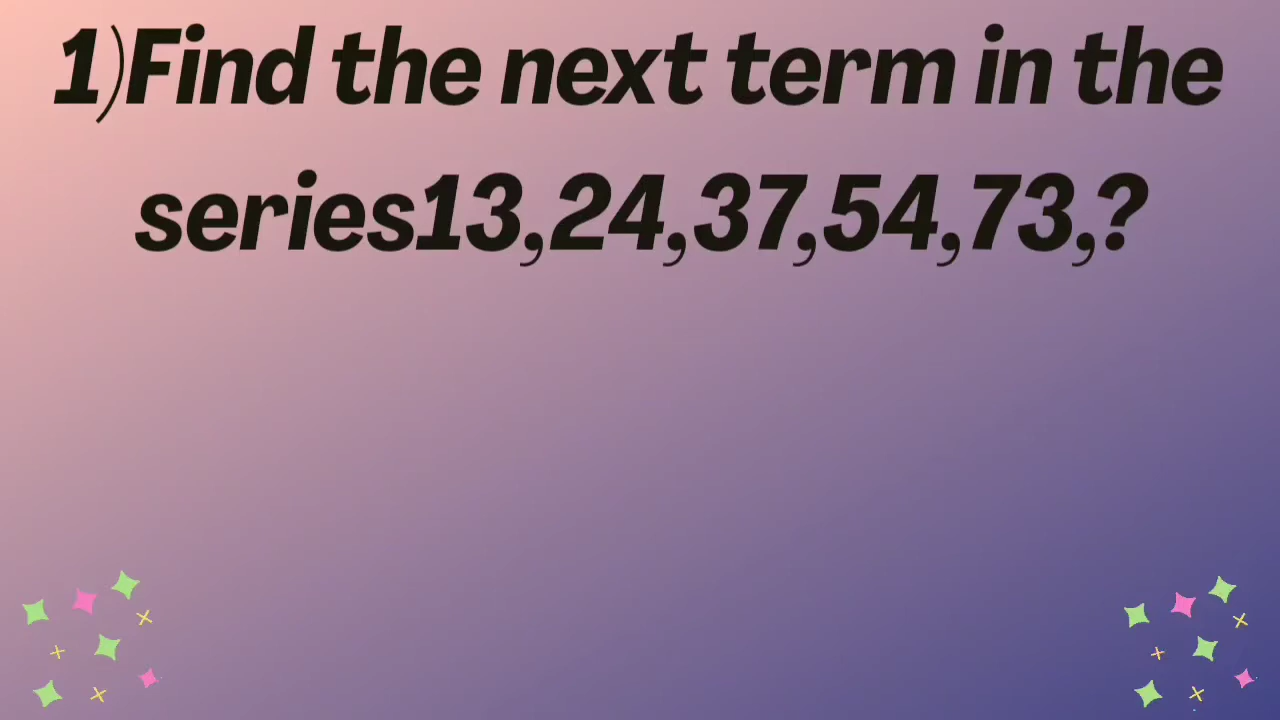 1)Find the next term in the
series13,24,37,54,73,?